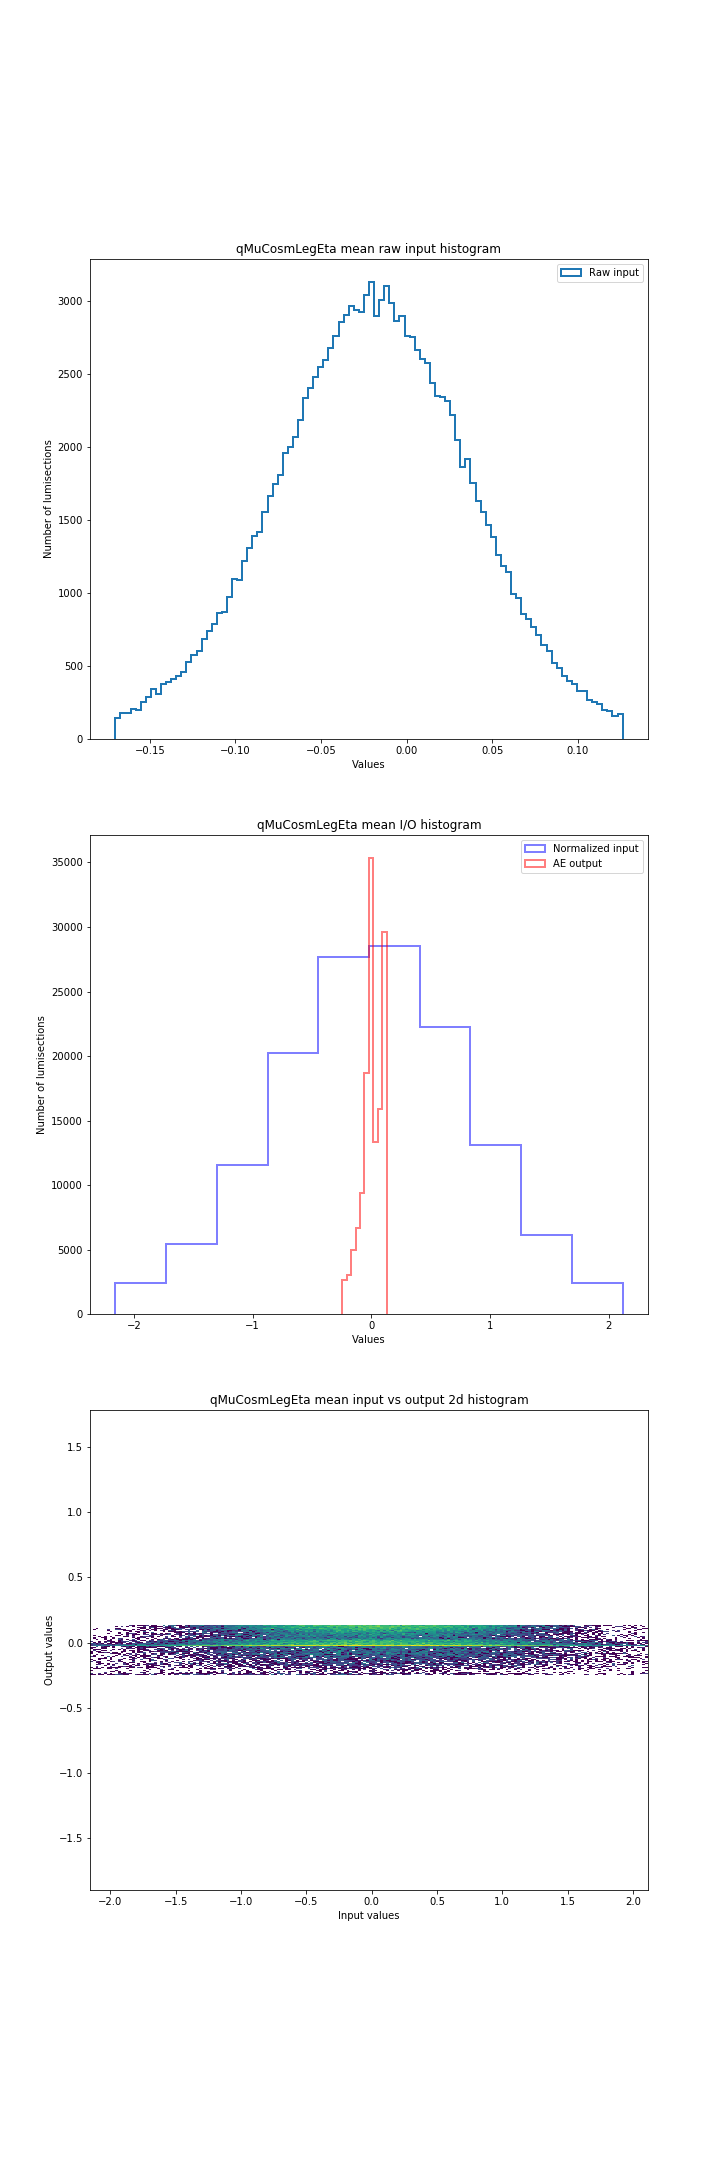 qMuCosmLegEta mean raw input histogram
Raw input
3000
2500
2000
1500
1000
500
0
Number of lumisections
−0.15 −0.10 −0.05 0.00 0.05 0.10
Values
qMuCosmLegEta mean I/O histogram
Normalized input
AE output
35000
30000
25000
20000
15000
10000
5000
0
Number of lumisections
−2 −1 0 1 2
Values
qMuCosmLegEta mean input vs output 2d histogram
1.5
1.0
0.5
0.0
−0.5
−1.0
−1.5
Output values
−2.0 −1.5 −1.0 −0.5 0.0 0.5 1.0 1.5 2.0
Input values